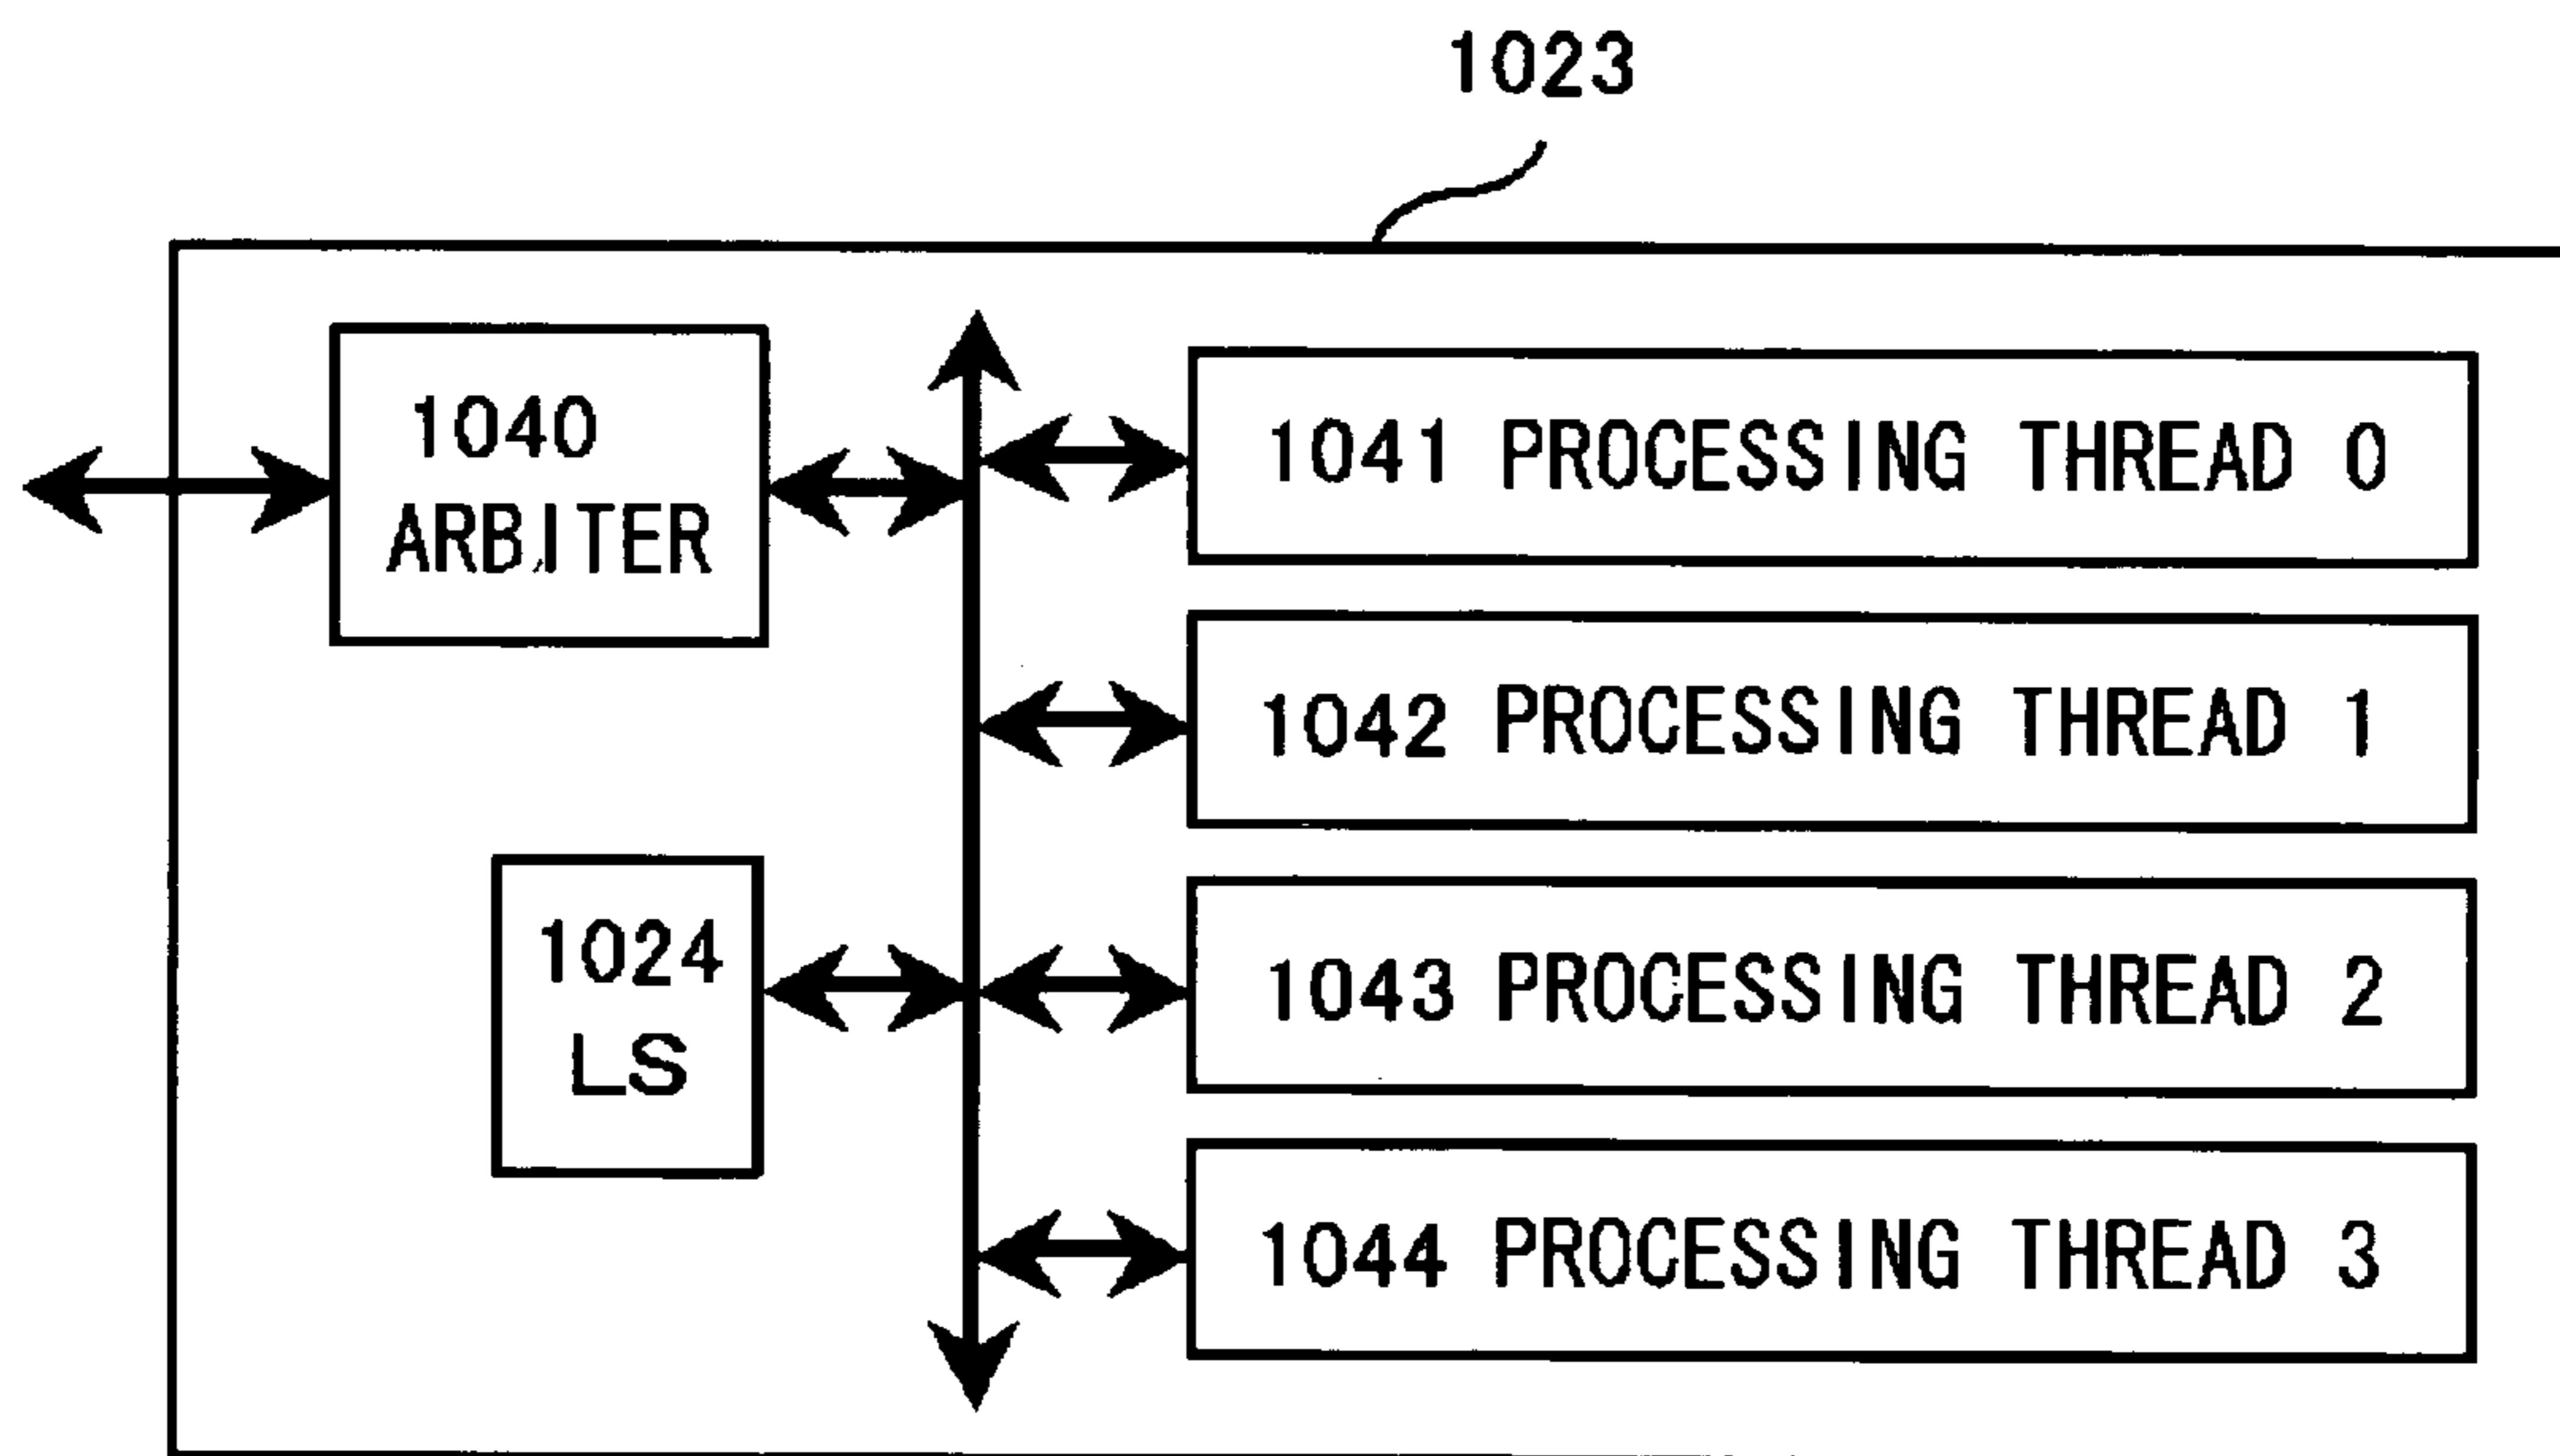 1023
1040
ARBITER
1041 PROCESSING THREAD 0
1042 PROCESSING THREAD 1
1024
LS
1043 PROCESSING THREAD 2
1044 PROCESSING THREAD 3